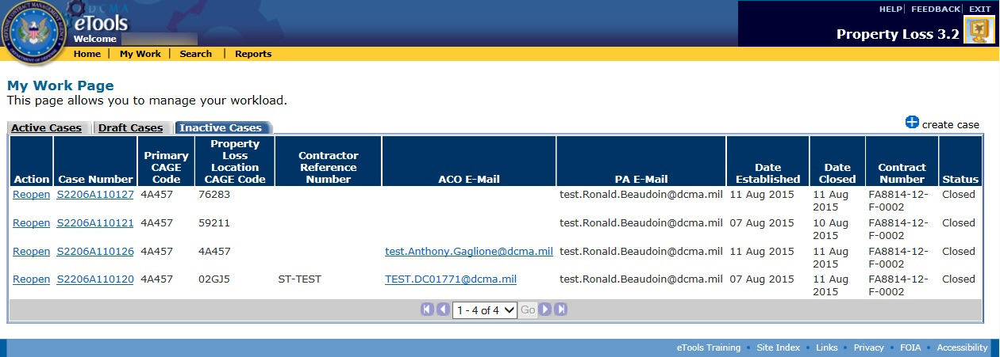 HELP| FEEDBACK| EXIT
DCMA
eTools
Welcome
Property Loss 3.2
DEFENSE CONTRACT MANAGEMENT AGENCY
DEPARTMENT OF DEFENSE
Home | My Work | Search | Reports
My Work Page
This page allows you to manage your workload.
Active Cases | Draft Cases | Inactive Cases
create case
Action Case Number Primary CAGE Code Property Loss Location CAGE Code Contractor Reference Number ACO E-Mail PA E-Mail Date Established Date Closed Contract Number Status
Reopen S2206A110127 4A457 76283 test.Ronald.Beaudoin@dcma.mil 11 Aug 2015 11 Aug FA8814-12- Closed
2015 F-0002
Reopen S2206A110121 4A457 59211 test.Ronald.Beaudoin@dcma.mil 07 Aug 2015 10 Aug FA8814-12- Closed
2015 F-0002
Reopen S2206A110126 4A457 4A457 test.Anthony.Gaglione@dcma.mil test.Ronald.Beaudoin@dcma.mil 11 Aug 2015 11 Aug FA8814-12- Closed
2015 F-0002
Reopen S2206A110120 4A457 02GJ5 ST-TEST TEST.DC01771@dcma.mil test.Ronald.Beaudoin@dcma.mil 07 Aug 2015 11 Aug FA8814-12- Closed
2015 F-0002
1 - 4 of 4 Go
eTools Training • Site Index • Links • Privacy • FOIA • Accessibility